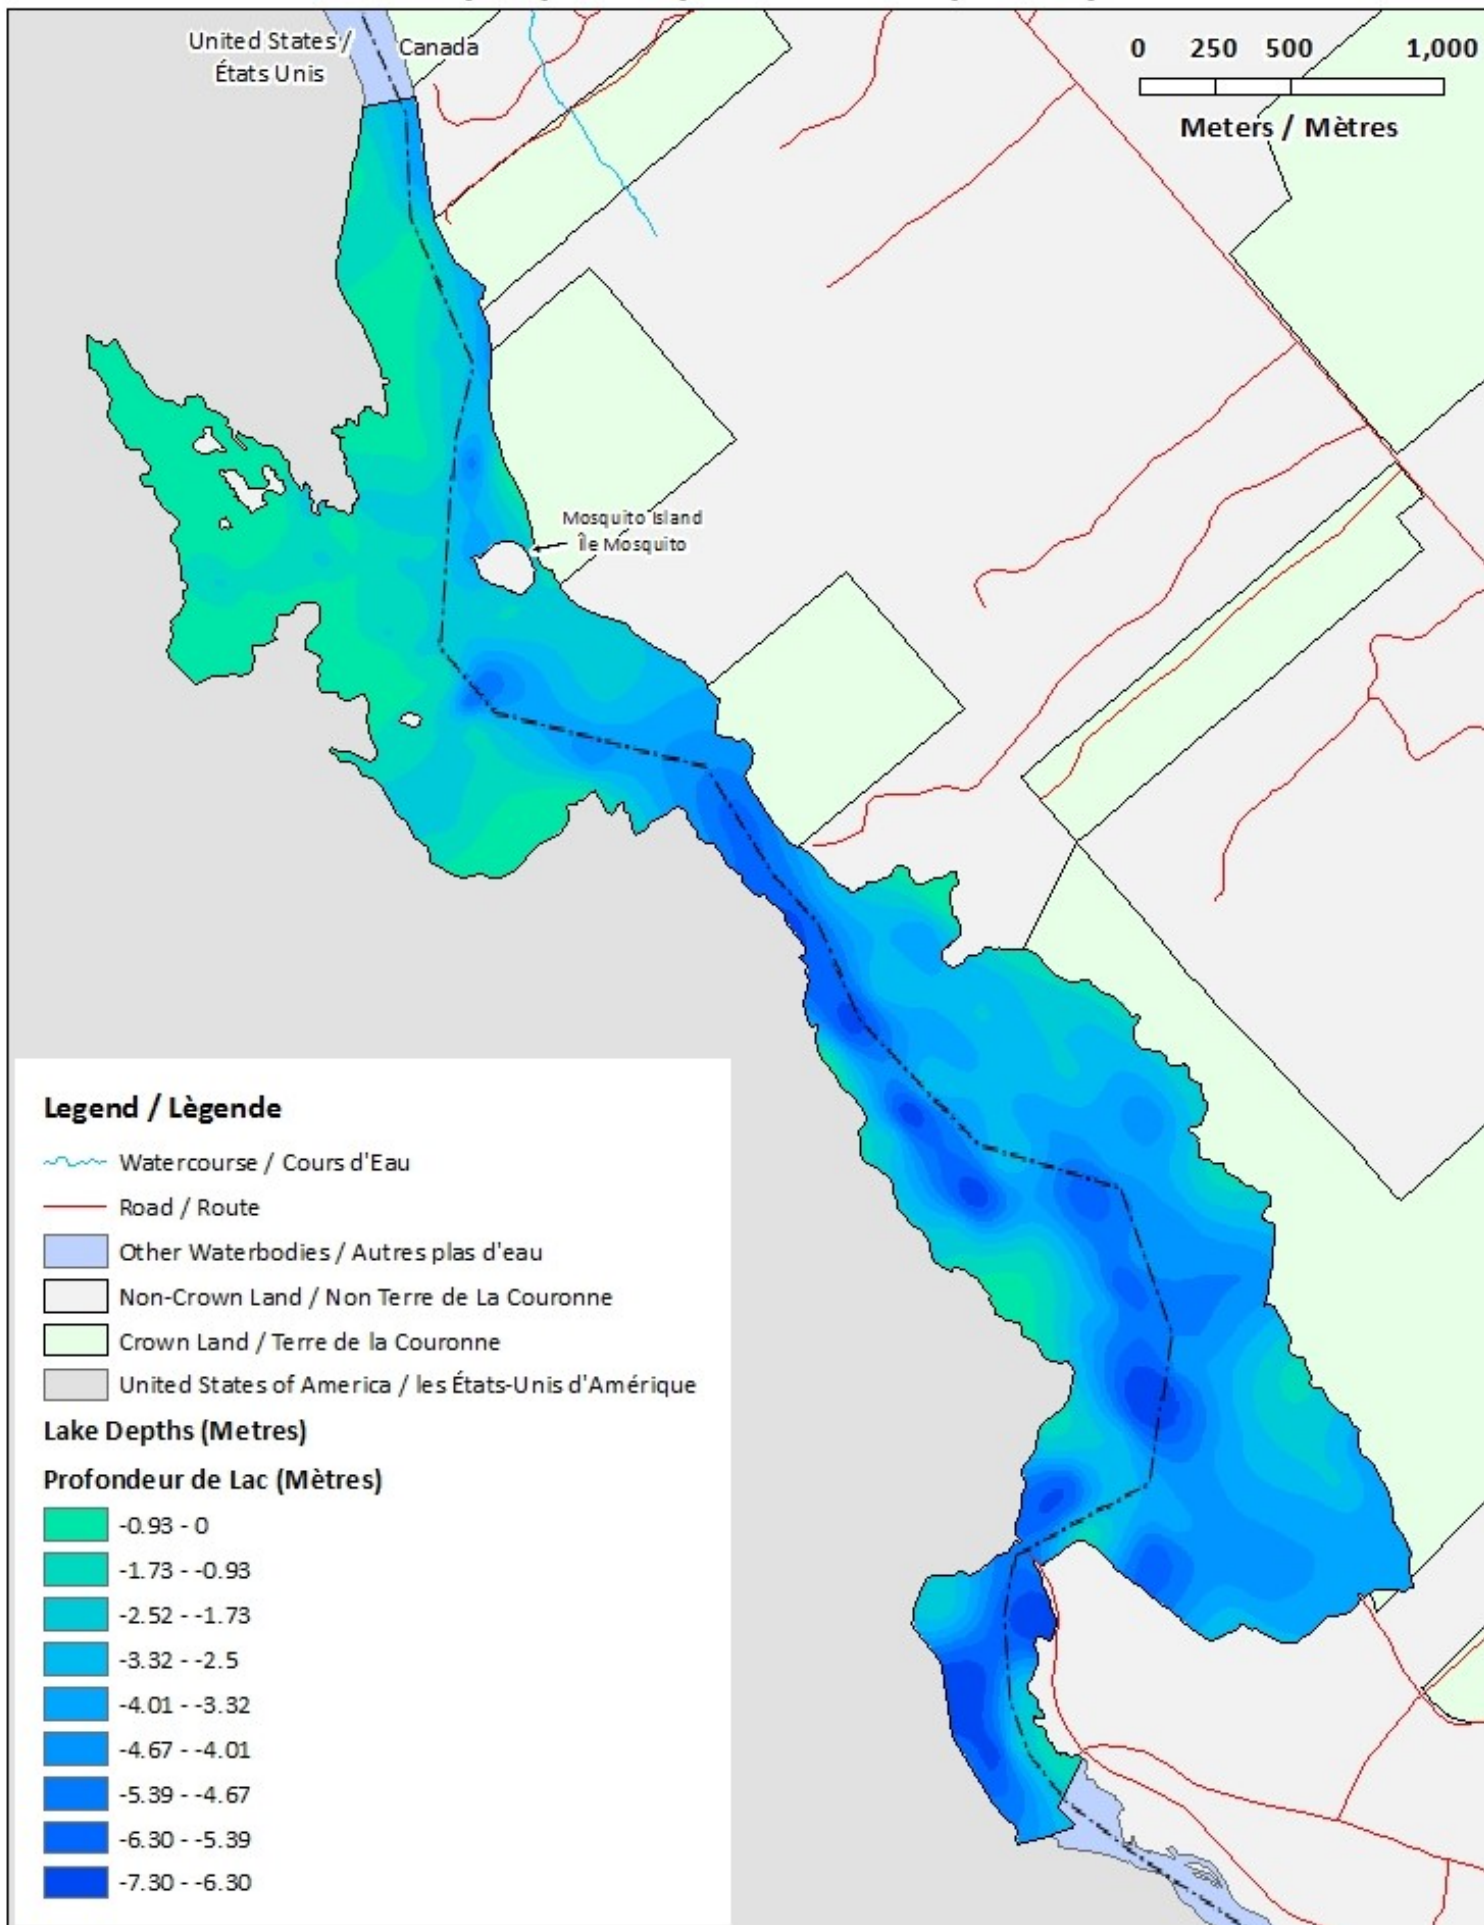 United States /
États Unis
Canada
0 250 500 1,000
Meters / Mètres
Mosquito Island
Île Mosquito
Legend / Lègende
Watercourse / Cours d'Eau
Road / Route
Other Waterbodies / Autres plas d'eau
Non-Crown Land / Non Terre de La Couronne
Crown Land / Terre de la Couronne
United States of America / les États-Unis d'Amérique
Lake Depths (Metres)
Profondeur de Lac (Mètres)
-0.93 - 0
-1.73 - -0.93
-2.52 - -1.73
-3.32 - -2.5
-4.01 - -3.32
-4.67 - -4.01
-5.39 - -4.67
-6.30 - -5.39
-7.30 - -6.30